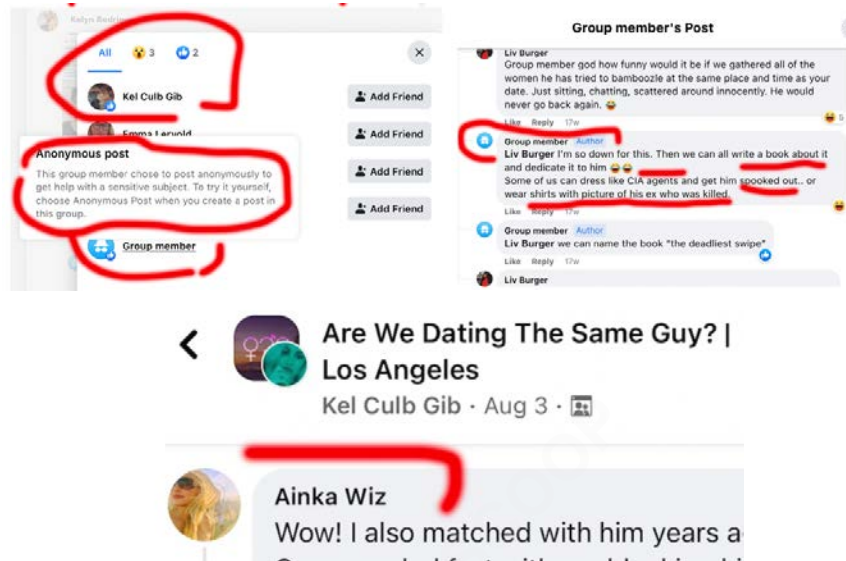 Kelyn Rodri
All 3 2
Kel Culb Gib
Add Friend
Emma Leryold
Add Friend
Anonymous post
This group member chose to post anonymously to
get help with a sensitive subject. To try it yourself,
choose Anonymous Post when you create a post in
this group.
Add Friend
Add Friend
Group member
Group member's Post
Liv Burger
Group member god how funny would it be if we gathered all of the
women he has tried to bamboozle at the same place and time as your
date. Just sitting, chatting, scattered around innocently. He would
never go back again.
Like Reply 17w
5
Group member Author
Liv Burger I'm so down for this. Then we can all write a book about it
and dedicate it to him
Some of us can dress like CIA agents and get him spooked out.. or
wear shirts with picture of his ex who was killed.
Like Reply 17w
Group member Author
Liv Burger we can name the book "the deadliest swipe"
Like Reply 17w
Liv Burger
Are We Dating The Same Guy? |
Los Angeles
Kel Culb Gib · Aug 3 ·
Ainka Wiz
Wow! I also matched with him years a